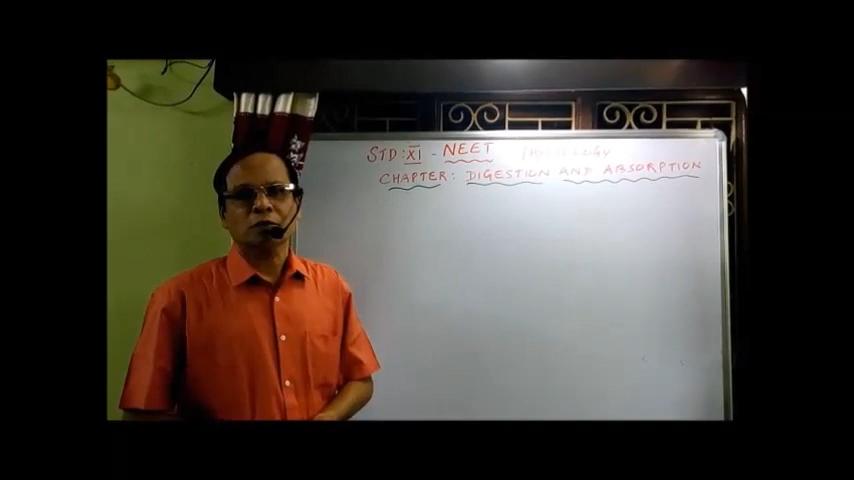 STD: XI - NEET
CHAPTER: DIGESTION AND ABSORPTION